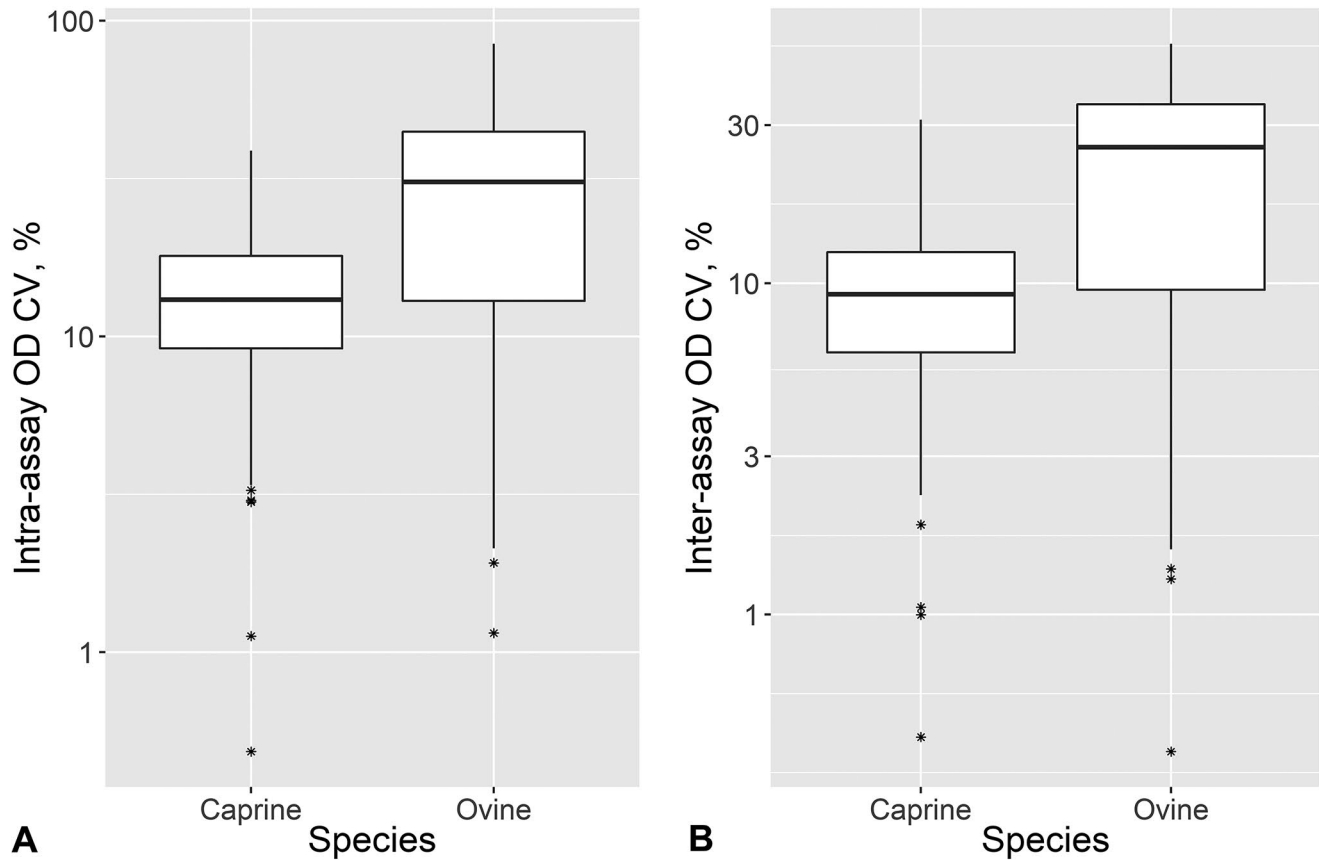 Intra-assay OD CV, %
100
10
1
Caprine
Ovine
Species
A
Inter-assay OD CV, %
30
10
3
1
Caprine
Ovine
Species
B